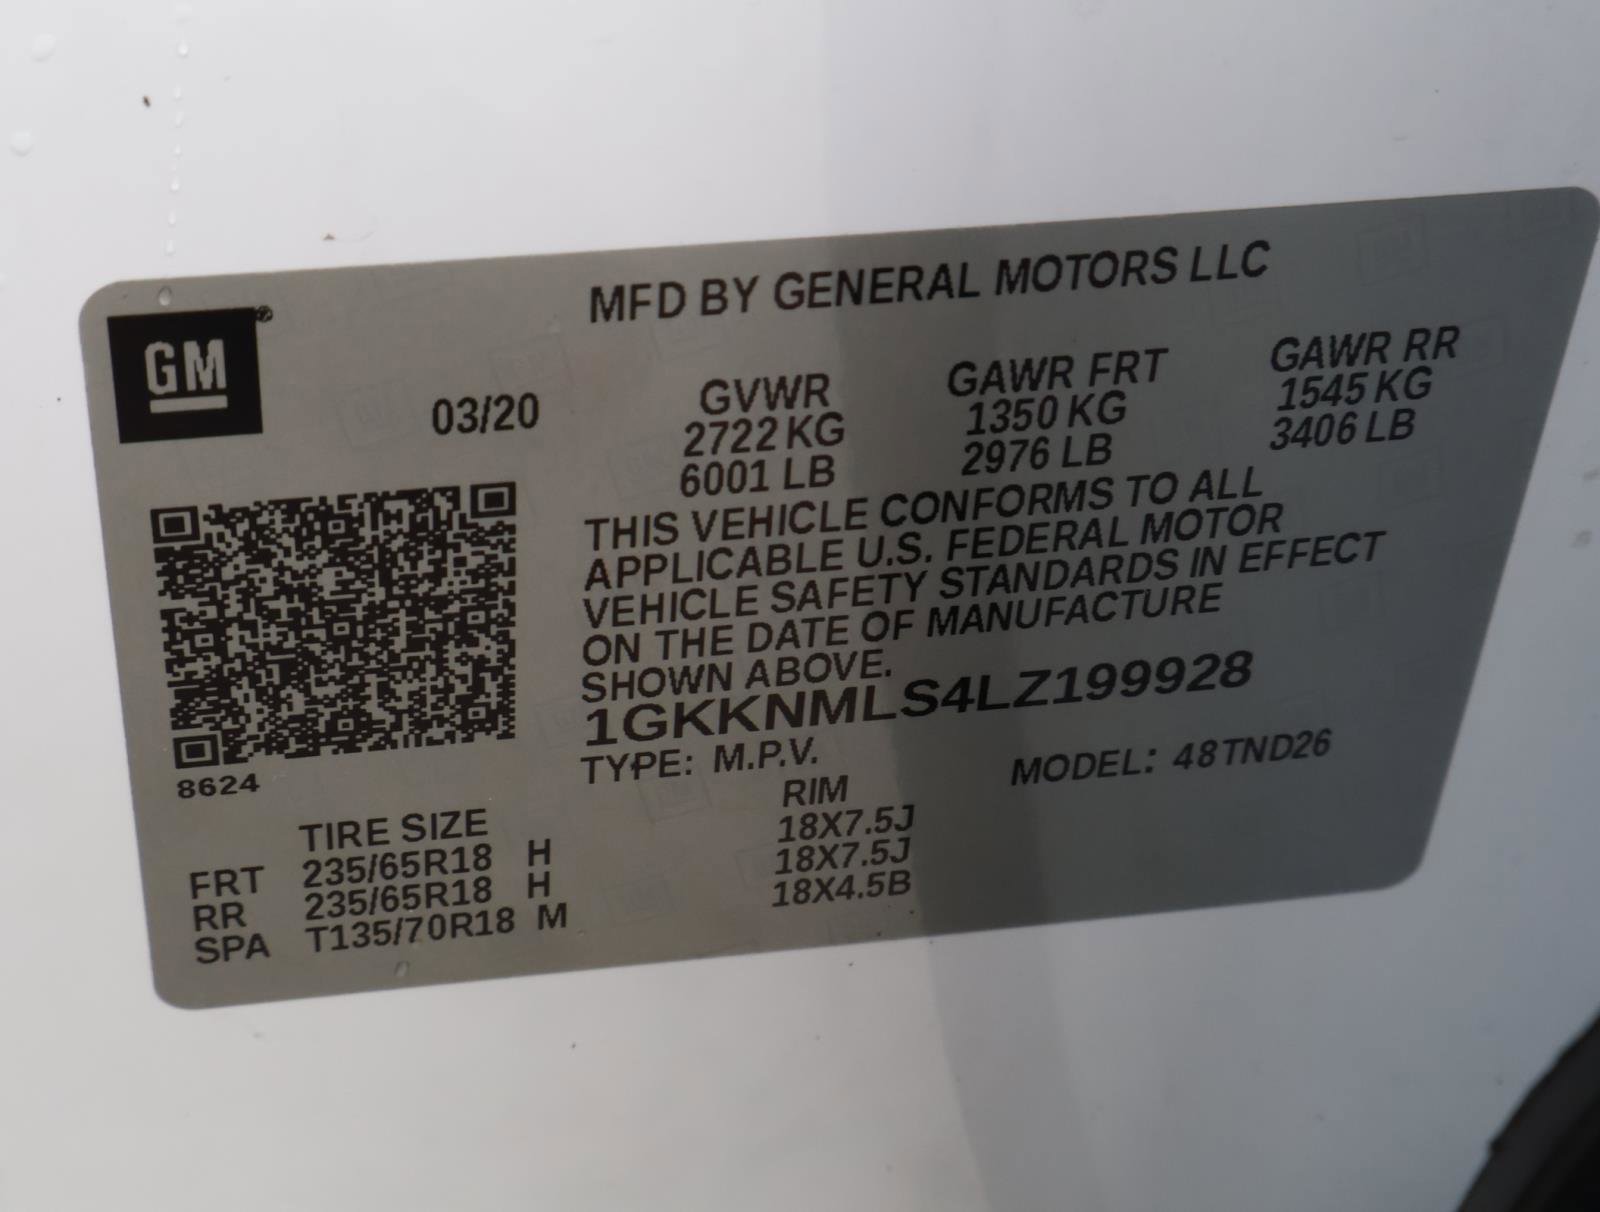 MFD BY GENERAL MOTORS LLC
GM®
03/20
GVWR GAWR FRT GAWR RR
2722 KG 1350 KG 1545 KG
6001 LB 2976 LB 3406 LB
THIS VEHICLE CONFORMS TO ALL
APPLICABLE U.S. FEDERAL MOTOR
VEHICLE SAFETY STANDARDS IN EFFECT
ON THE DATE OF MANUFACTURE
SHOWN ABOVE.
1GKKNMLS4LZ199928
TYPE: M.P.V. MODEL: 48TND26
8624
TIRE SIZE RIM
FRT 235/65R18 H 18X7.5J
RR 235/65R18 H 18X7.5J
SPA T135/70R18 M 18X4.5B